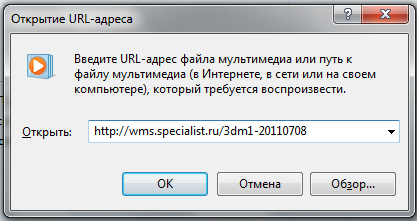 Открытие URL-адреса
Введите URL-адрес файла мультимедиа или путь к
файлу мультимедиа (в Интернете, в сети или на своем
компьютере), который требуется воспроизвести.
Открыть: http://wms.specialist.ru/3dm1-20110708
ОК Отмена Обзор...